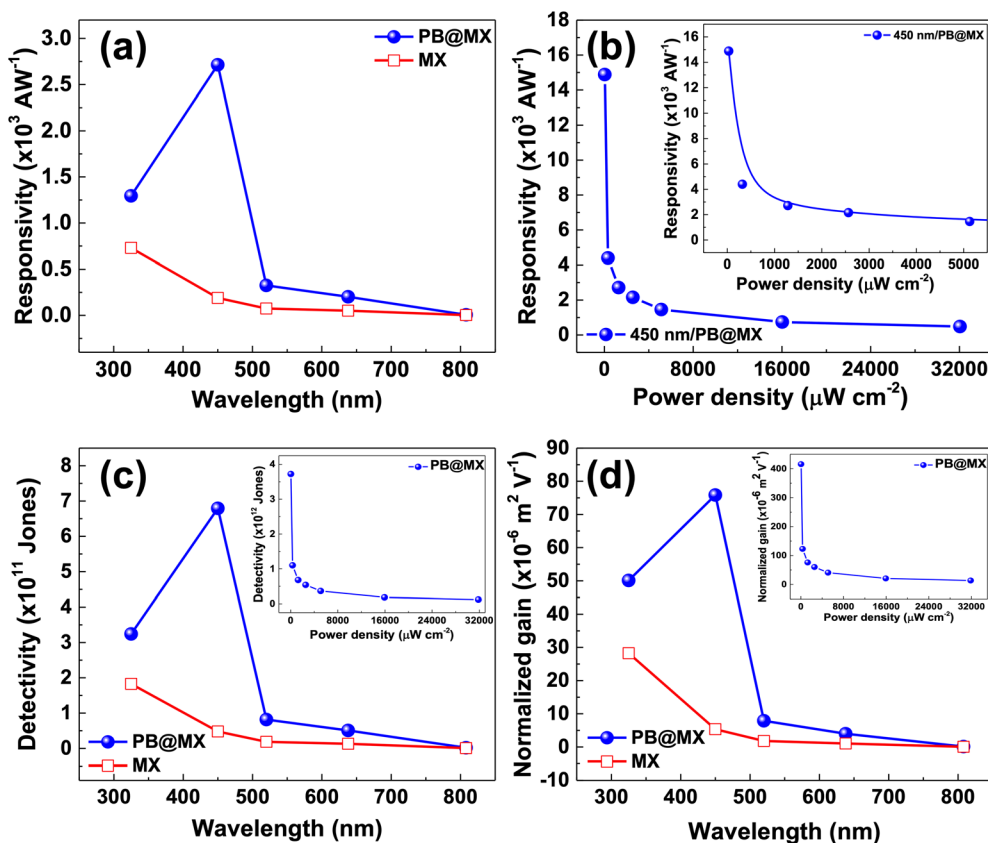 (a)
PB@MX
MX
3.0
2.5
2.0
1.5
1.0
0.5
0.0
Responsivity (x10³ AW⁻¹)
300 400 500 600 700 800
Wavelength (nm)
(b)
16
14
12
10
8
6
4
2
0
Responsivity (x10³ AW⁻¹)
450 nm/PB@MX
0 8000 16000 24000 32000
Power density (μW cm⁻²)
450 nm/PB@MX
16
14
12
10
8
6
4
2
0
Responsivity (x10³ AW⁻¹)
0 1000 2000 3000 4000 5000
Power density (μW cm⁻²)
(c)
8
7
6
5
4
3
2
1
0
Detectivity (x10¹¹ Jones)
PB@MX
MX
300 400 500 600 700 800
Wavelength (nm)
PB@MX
4
3
2
1
0
Detectivity (x10¹² Jones)
0 8000 16000 24000 32000
Power density (μW cm⁻²)
(d)
90
80
70
60
50
40
30
20
10
0
-10
Normalized gain (x10⁻⁶ m² V⁻¹)
PB@MX
MX
300 400 500 600 700 800
Wavelength (nm)
PB@MX
400
300
200
100
0
Normalized gain (x10⁻⁶ m² V⁻¹)
0 8000 16000 24000 32000
Power density (μW cm⁻²)